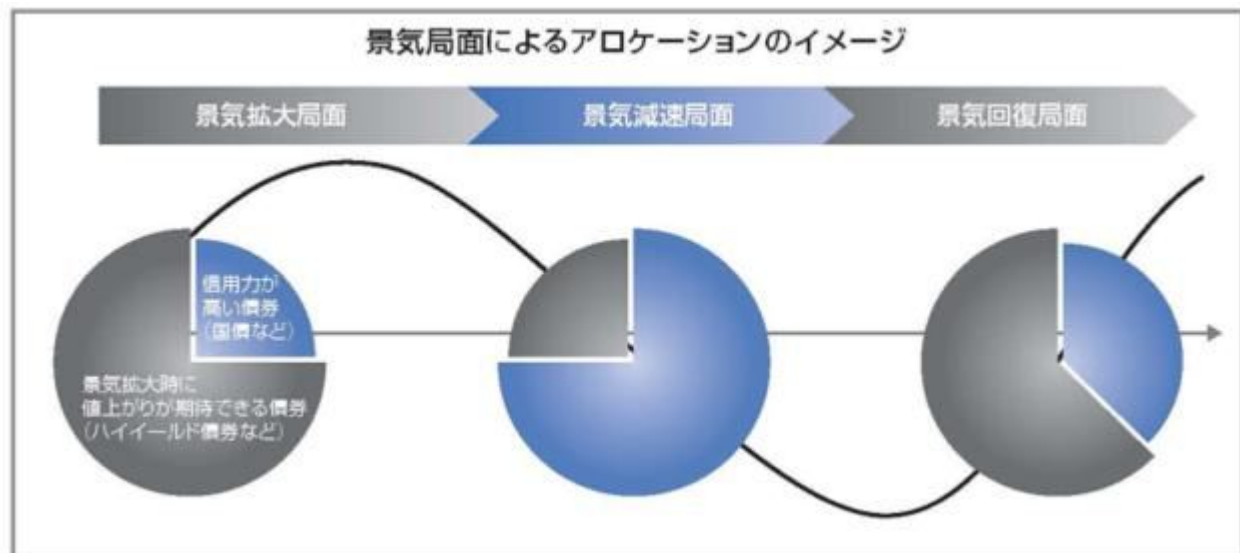 景気局面によるアロケーションのイメージ
景気拡大局面
景気減速局面
景気回復局面
信用力が
高い債券
(国債など)
景気拡大時に
値上がりが期待できる債券
(ハイイールド債券など)